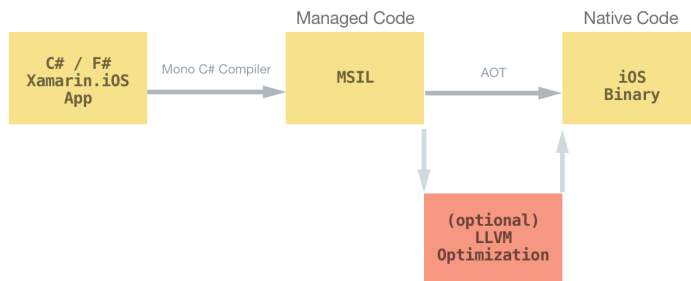 Managed Code
Native Code
C# / F#
Xamarin.iOS
App
Mono C# Compiler
MSIL
AOT
iOS
Binary
(optional)
LLVM
Optimization